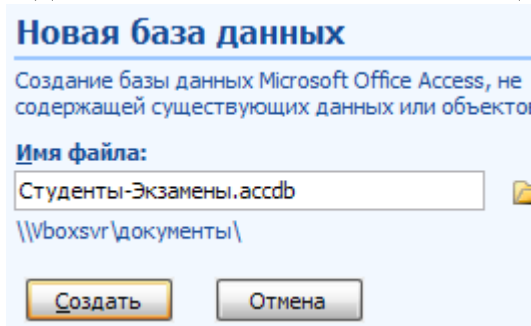 Новая база данных
Создание базы данных Microsoft Office Access, не
содержащей существующих данных или объектов
Имя файла:
Студенты-Экзамены.accdb
\\Vboxsvr\документы\
Создать Отмена